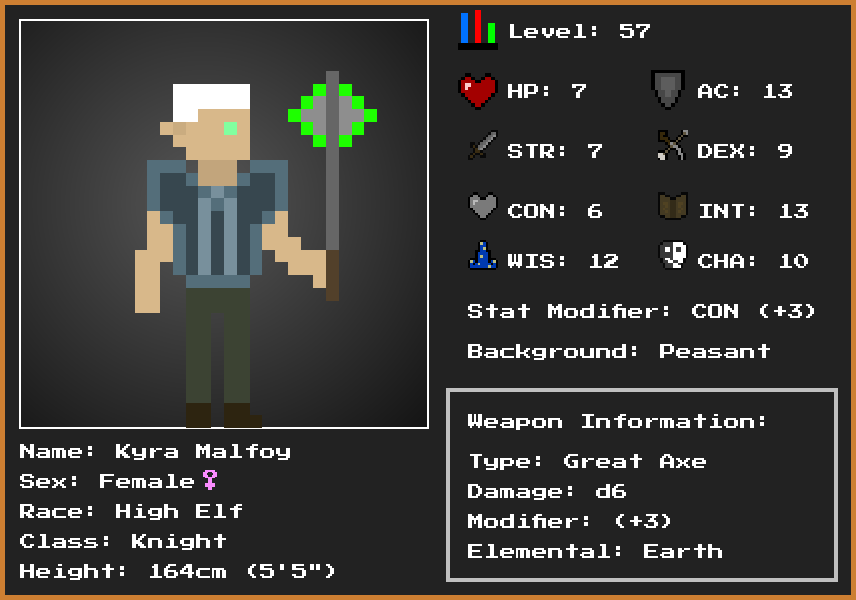 Level: 57
HP: 7
AC: 13
STR: 7
DEX: 9
CON: 6
INT: 13
WIS: 12
CHA: 10
Stat Modifier: CON (+3)
Background: Peasant
Weapon Information:
Type: Great Axe
Damage: d6
Modifier: (+3)
Elemental: Earth
Name: Kyra Malfoy
Sex: Female♀
Race: High Elf
Class: Knight
Height: 164cm (5'5")